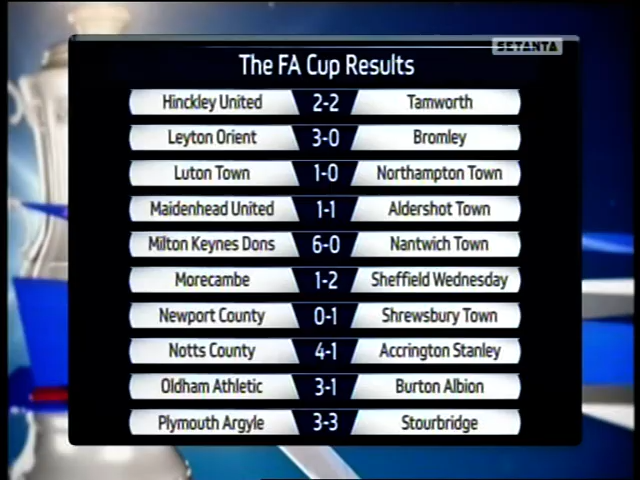 SETANTA
The FA Cup Results
Hinckley United 2-2 Tamworth
Leyton Orient 3-0 Bromley
Luton Town 1-0 Northampton Town
Maidenhead United 1-1 Aldershot Town
Milton Keynes Dons 6-0 Nantwich Town
Morecambe 1-2 Sheffield Wednesday
Newport County 0-1 Shrewsbury Town
Notts County 4-1 Accrington Stanley
Oldham Athletic 3-1 Burton Albion
Plymouth Argyle 3-3 Stourbridge